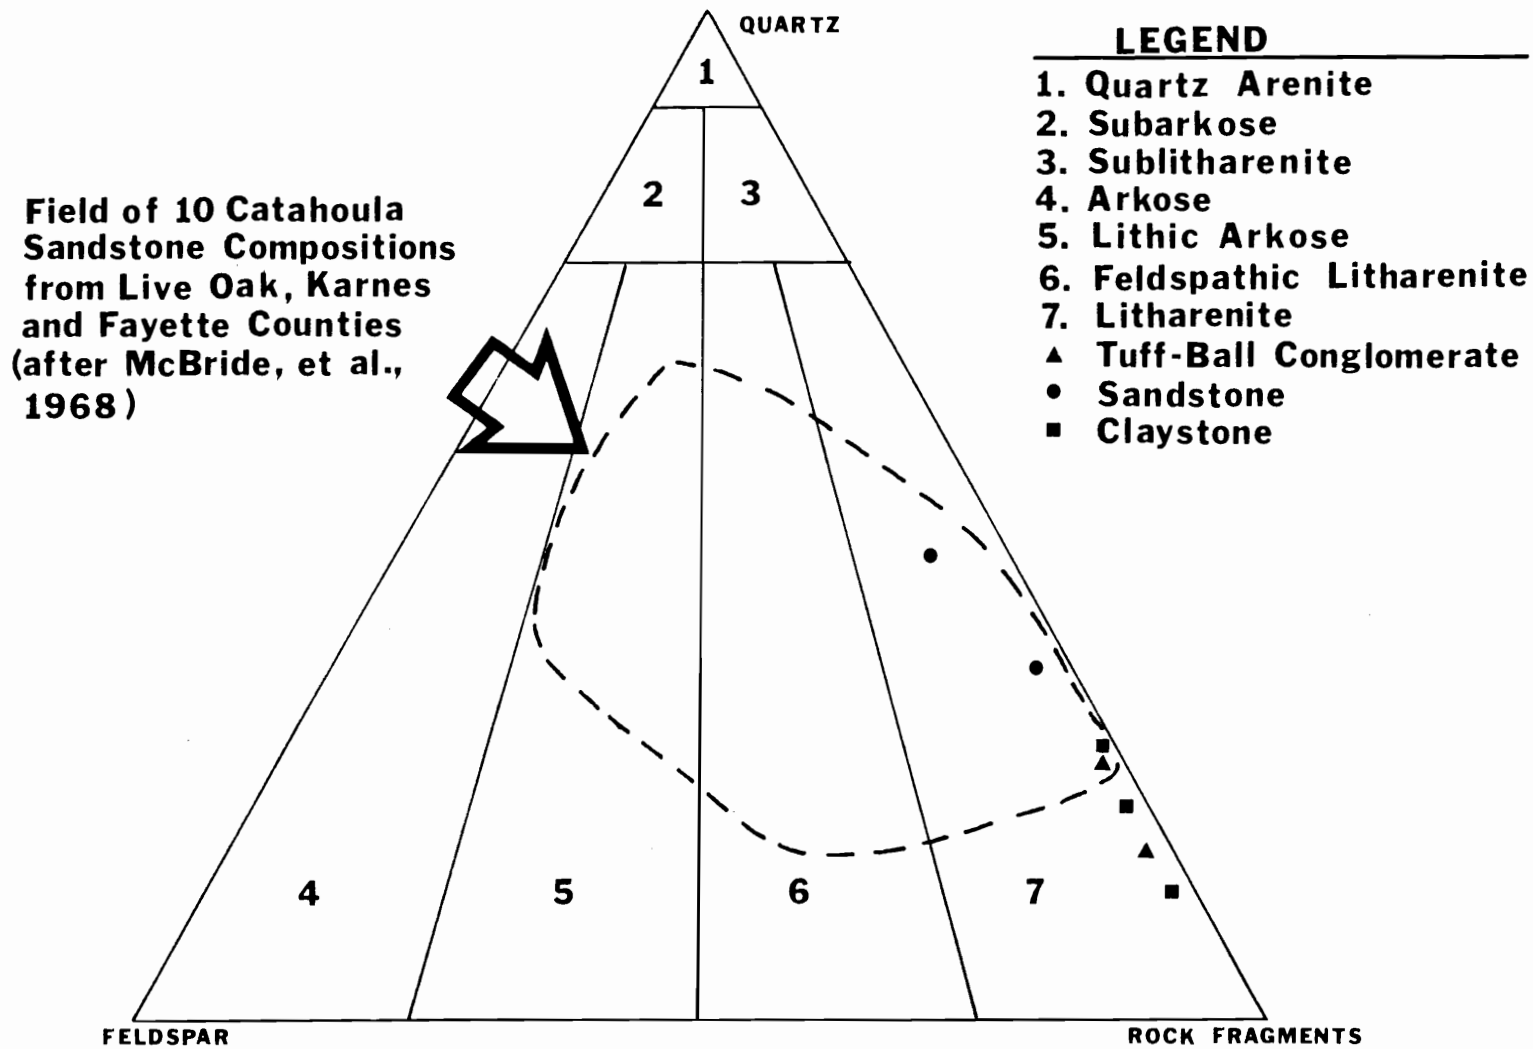 QUARTZ
1
2
3
4
5
6
7
FELDSPAR
ROCK FRAGMENTS
Field of 10 Catahoula
Sandstone Compositions
from Live Oak, Karnes
and Fayette Counties
(after McBride, et al.,
1968)
LEGEND
1. Quartz Arenite
2. Subarkose
3. Sublitharenite
4. Arkose
5. Lithic Arkose
6. Feldspathic Litharenite
7. Litharenite
▲ Tuff-Ball Conglomerate
● Sandstone
■ Claystone